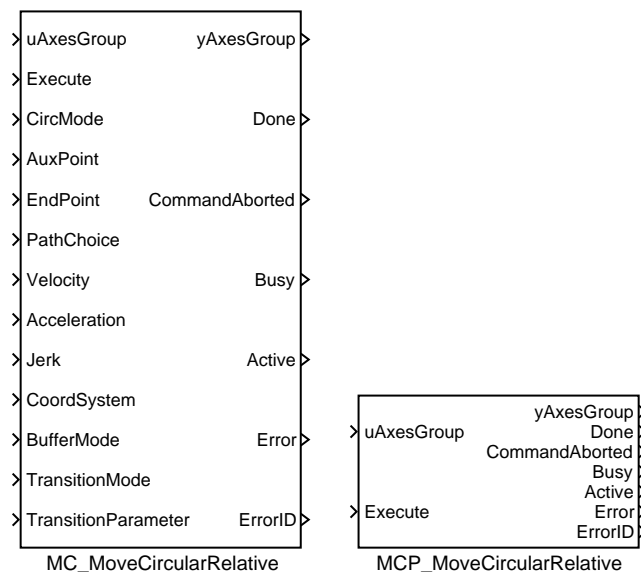 uAxesGroup yAxesGroup
Execute
CircMode Done
AuxPoint
EndPoint CommandAborted
PathChoice
Velocity Busy
Acceleration
Jerk Active
CoordSystem
BufferMode Error
TransitionMode
TransitionParameter ErrorID
MC_MoveCircularRelative
yAxesGroup
uAxesGroup Done
CommandAborted
Busy
Active
Execute Error
ErrorID
MCP_MoveCircularRelative